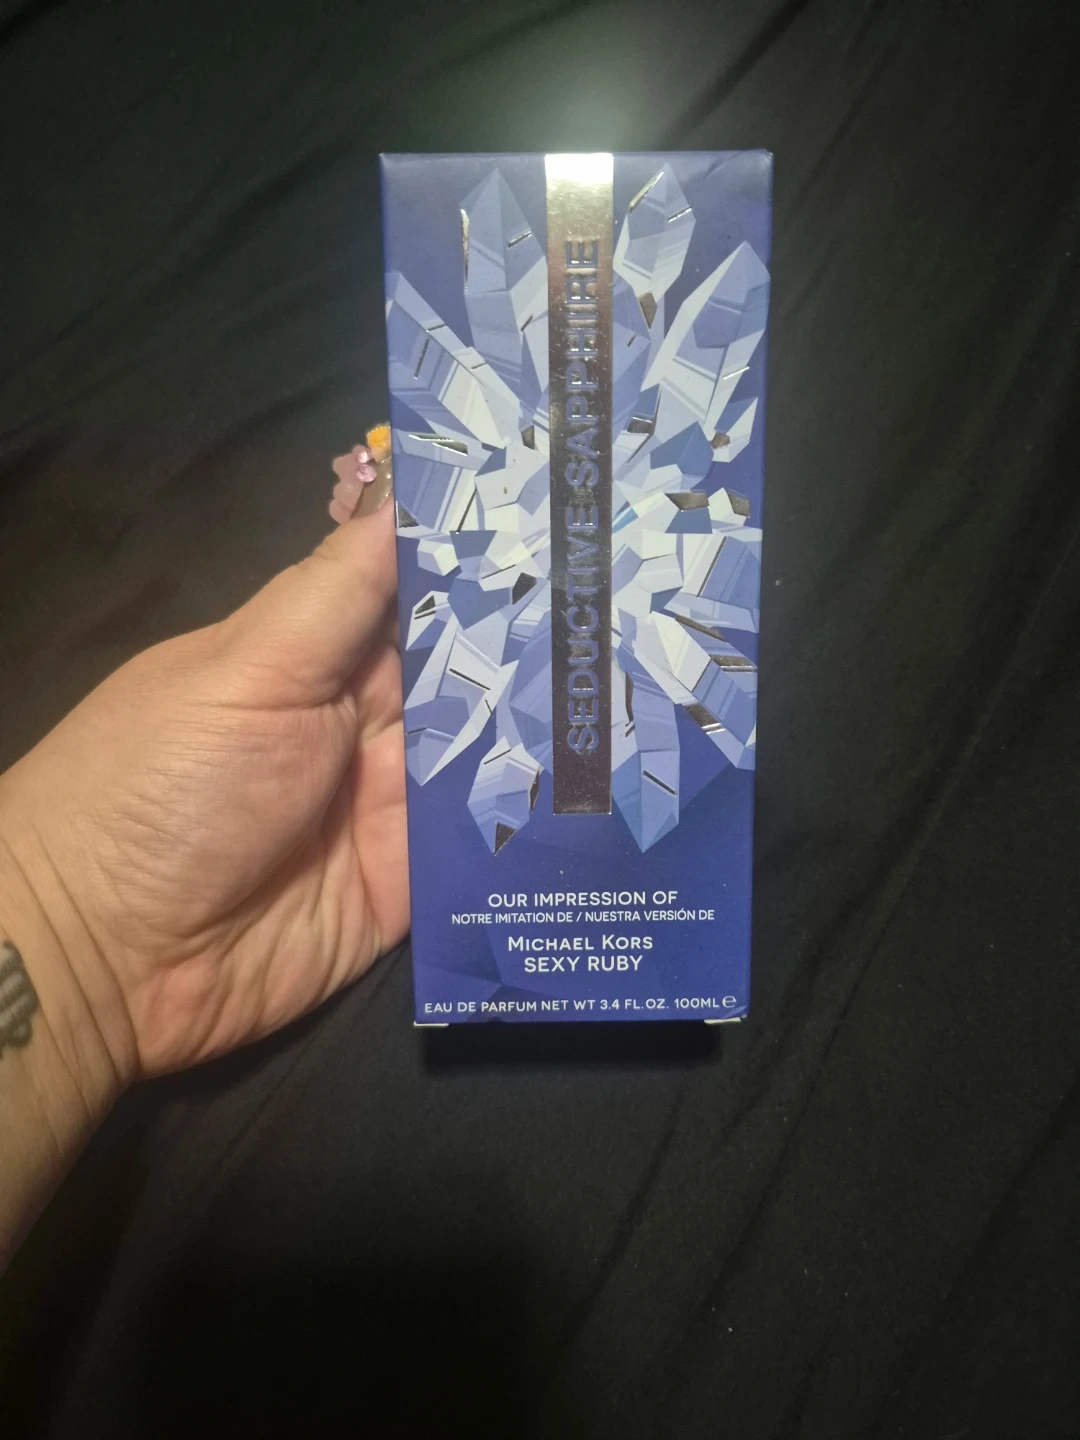 SEDUCTIVE SAPPHIRE
OUR IMPRESSION OF
NOTRE IMITATION DE / NUESTRA VERSIÓN DE
MICHAEL KORS
SEXY RUBY
EAU DE PARFUM NET WT 3.4 FL.OZ. 100ML ℮